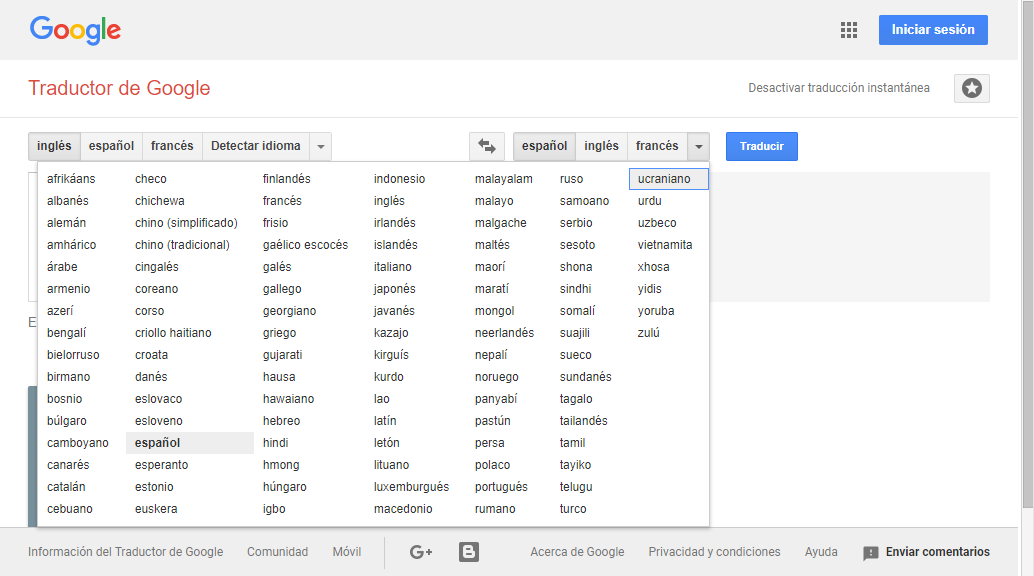 Google
Iniciar sesión
Traductor de Google
Desactivar traducción instantánea
inglés español francés Detectar idioma
español inglés francés
Traducir
afrikáans checo finlandés indonesio malayalam ruso ucraniano
albanés chichewa francés inglés malayo samoano urdu
alemán chino (simplificado) frisio irlandés malgache serbio uzbeco
amhárico chino (tradicional) gaélico escocés islandés maltés sesoto vietnamita
árabe cingalés galés italiano maorí shona xhosa
armenio coreano gallego japonés maratí sindhi yidis
azerí corso georgiano javanés mongol somalí yoruba
bengalí criollo haitiano griego kazajo neerlandés suajili zulú
bielorruso croata gujarati kirguís nepalí sueco
birmano danés hausa kurdo noruego sundanés
bosnio eslovaco hawaiano lao panyabí tagalo
búlgaro esloveno hebreo latín pastún tailandés
camboyano español hindi letón persa tamil
canarés esperanto hmong lituano polaco tayiko
catalán estonio húngaro luxemburgués portugués telugu
cebuano euskera igbo macedonio rumano turco
Información del Traductor de Google Comunidad Móvil G+ B Acerca de Google Privacidad y condiciones Ayuda Enviar comentarios